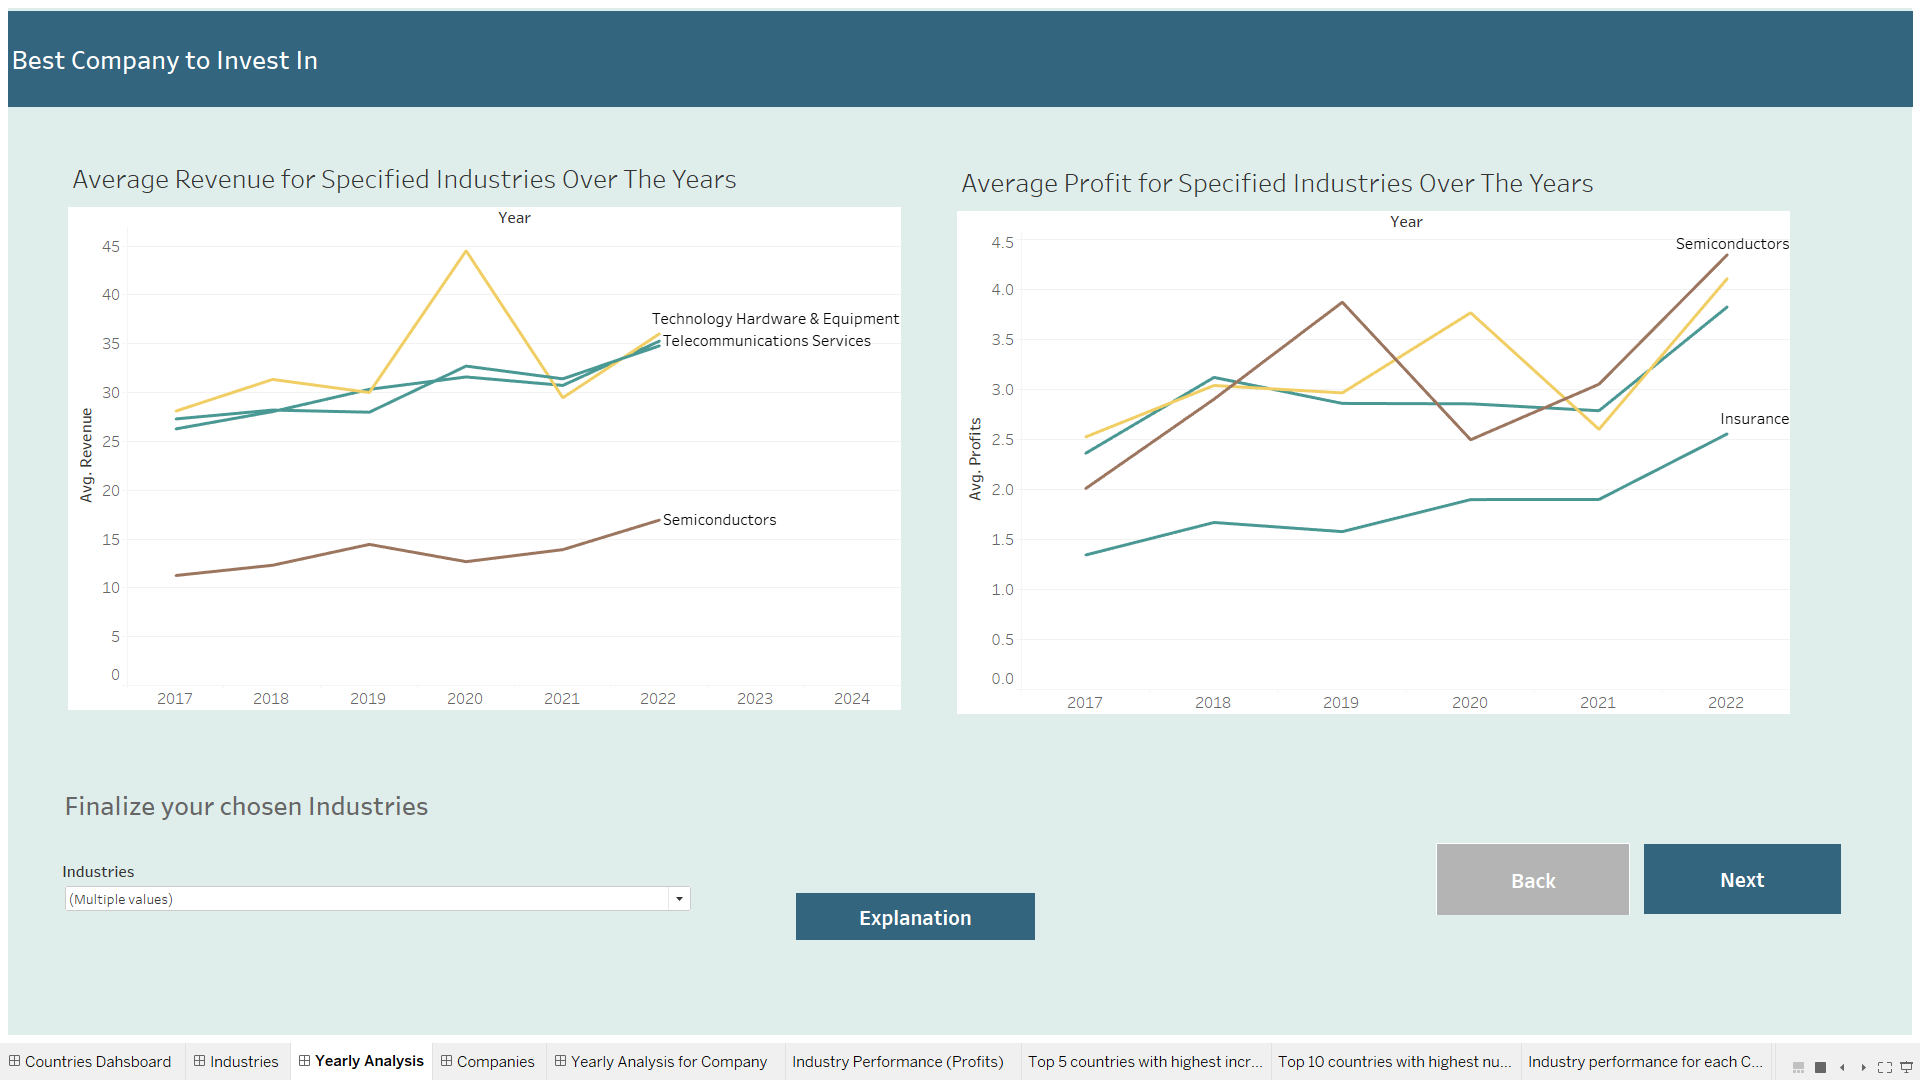 Best Company to Invest In
Average Revenue for Specified Industries Over The Years
Year
45
40
35
30
25
20
15
10
5
0
Avg. Revenue
Technology Hardware & Equipment
Telecommunications Services
Semiconductors
2017 2018 2019 2020 2021 2022 2023 2024
Average Profit for Specified Industries Over The Years
Year
4.5
4.0
3.5
3.0
2.5
2.0
1.5
1.0
0.5
0.0
Avg. Profits
Semiconductors
Insurance
2017 2018 2019 2020 2021 2022
Finalize your chosen Industries
Industries
(Multiple values)
Explanation
Back
Next
Countries Dahsboard Industries Yearly Analysis Companies Yearly Analysis for Company Industry Performance (Profits) Top 5 countries with highest incr... Top 10 countries with highest nu... Industry performance for each C...